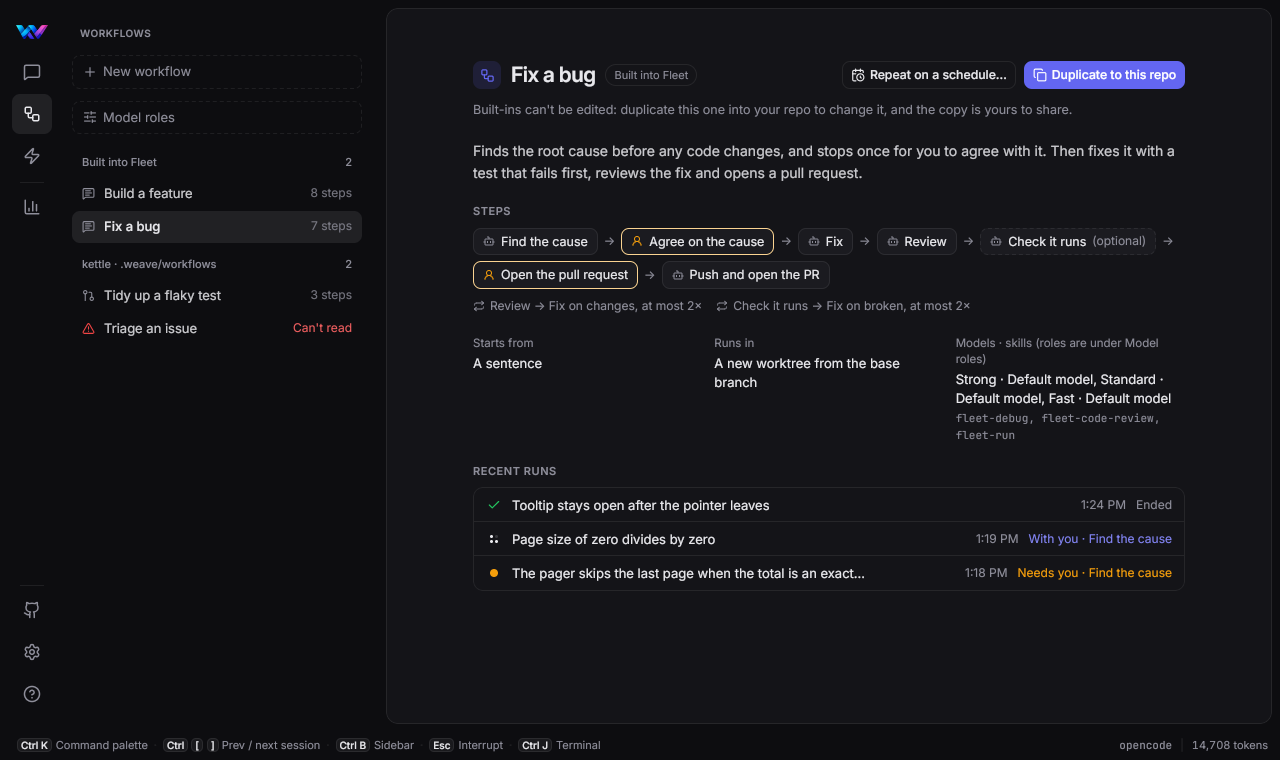 WORKFLOWS
New workflow
Model roles
Built into Fleet 2
Build a feature 8 steps
Fix a bug 7 steps
kettle · .weave/workflows 2
Tidy up a flaky test 3 steps
Triage an issue Can't read
Fix a bug Built into Fleet Repeat on a schedule... Duplicate to this repo
Built-ins can't be edited: duplicate this one into your repo to change it, and the copy is yours to share.
Finds the root cause before any code changes, and stops once for you to agree with it. Then fixes it with a
test that fails first, reviews the fix and opens a pull request.
STEPS
Find the cause → Agree on the cause → Fix → Review → Check it runs (optional) →
Open the pull request → Push and open the PR
Review → Fix on changes, at most 2× Check it runs → Fix on broken, at most 2×
Starts from
A sentence
Runs in
A new worktree from the base
branch
Models · skills (roles are under Model
roles)
Strong · Default model, Standard ·
Default model, Fast · Default model
fleet-debug, fleet-code-review,
fleet-run
RECENT RUNS
Tooltip stays open after the pointer leaves 1:24 PM Ended
Page size of zero divides by zero 1:19 PM With you · Find the cause
The pager skips the last page when the total is an exact... 1:18 PM Needs you · Find the cause
Ctrl K Command palette · Ctrl [ ] Prev / next session · Ctrl B Sidebar · Esc Interrupt · Ctrl J Terminal opencode 14,708 tokens